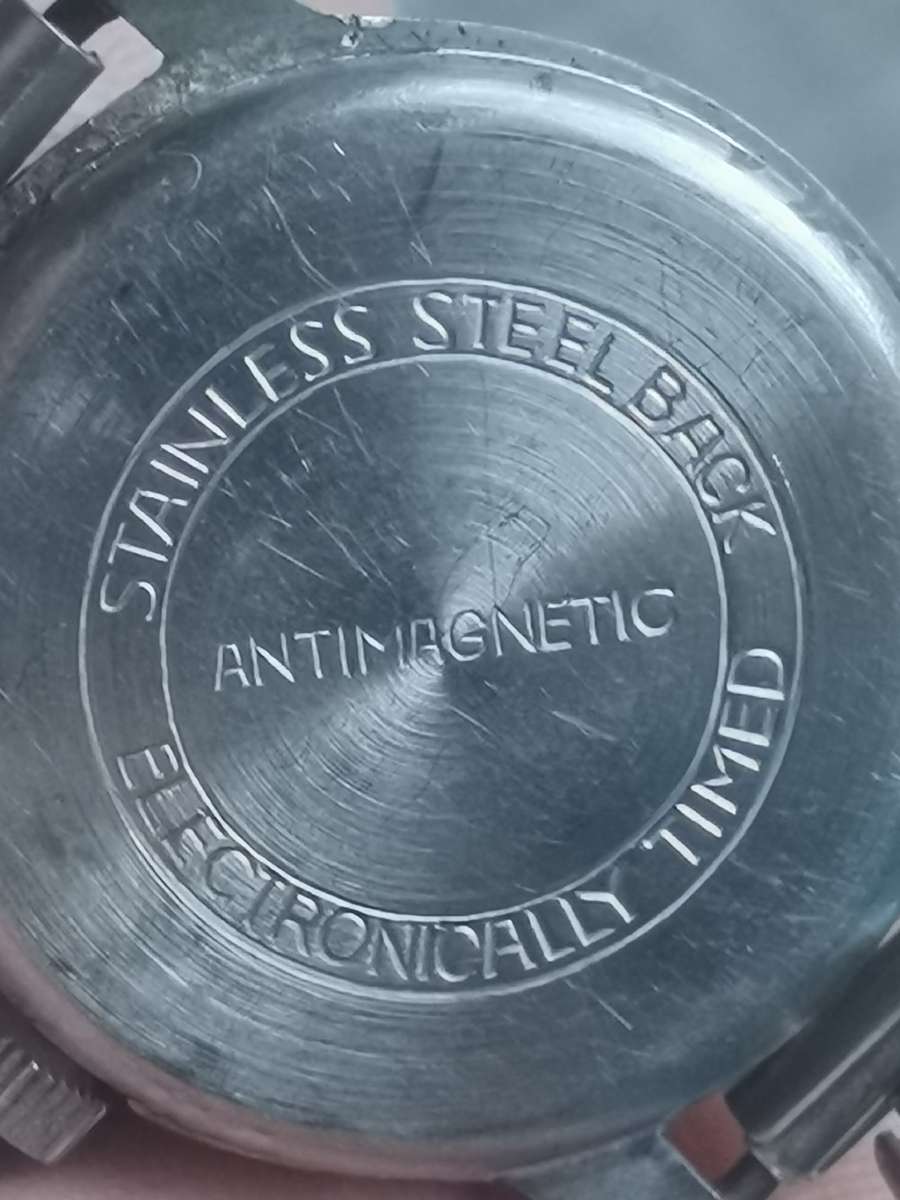 STAINLESS STEEL BACK
ANTIMAGNETIC
ELECTRONICALLY TIMED